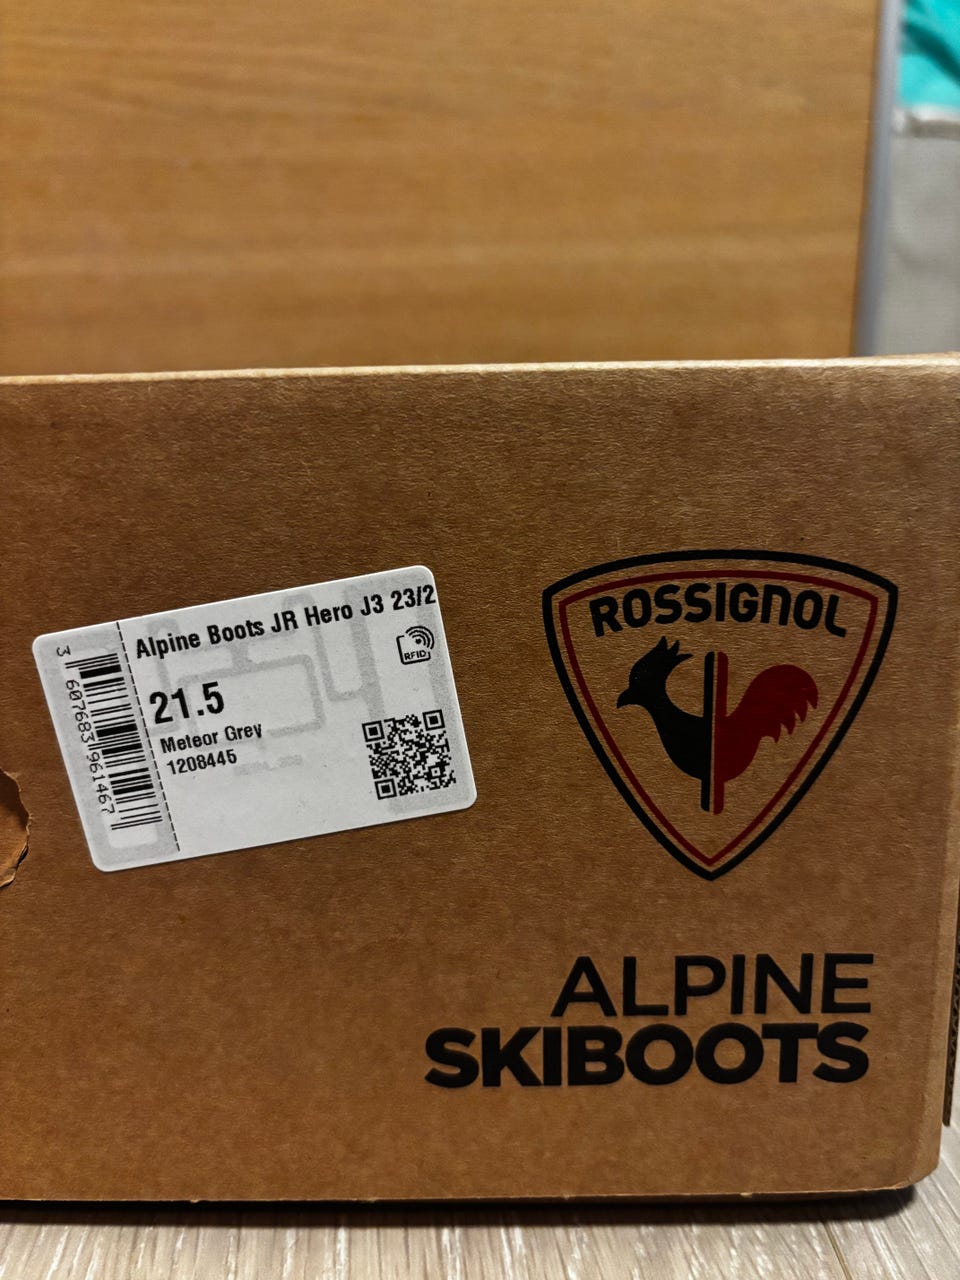 Alpine Boots JR Hero J3 23/2
RFID
21.5
Meteor Grey
1208445
3 607683 961467
ROSSIGNOL
ALPINE
SKIBOOTS